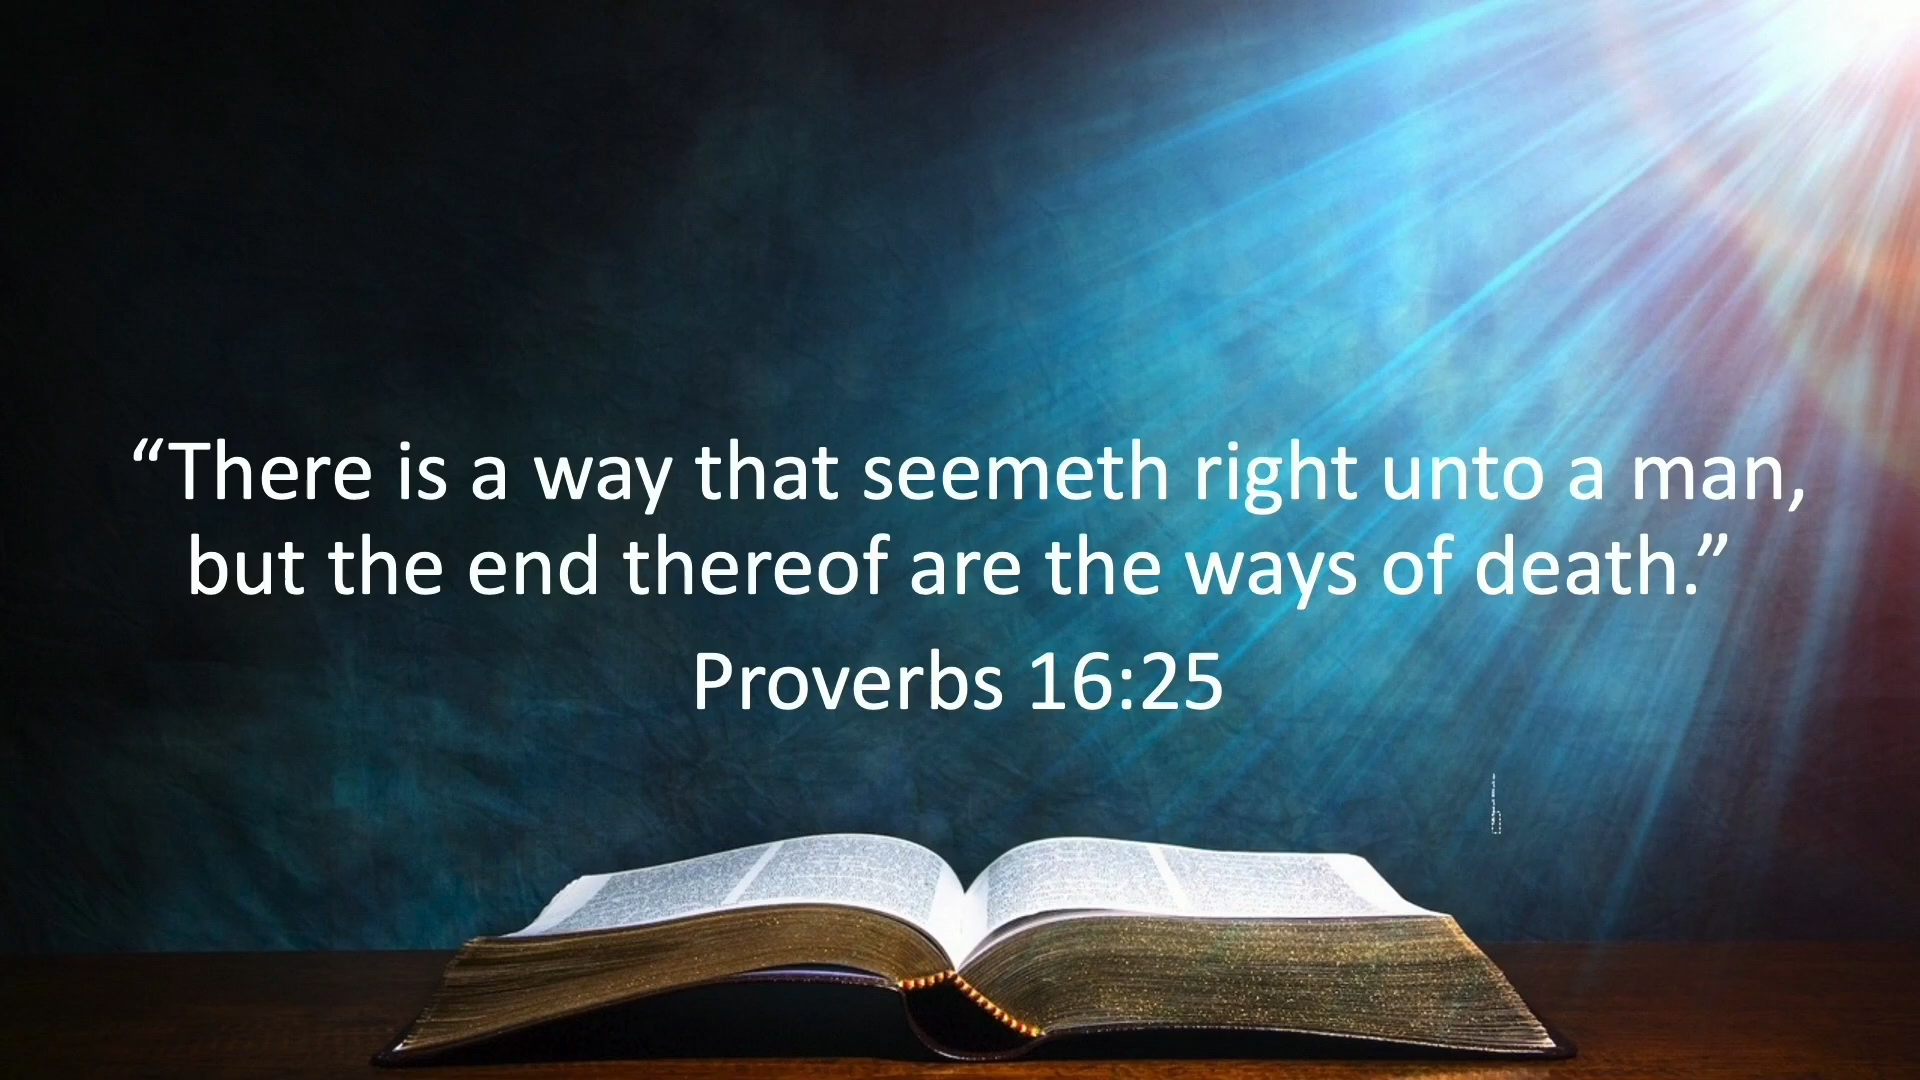 “There is a way that seemeth right unto a man,
but the end thereof are the ways of death.”
Proverbs 16:25